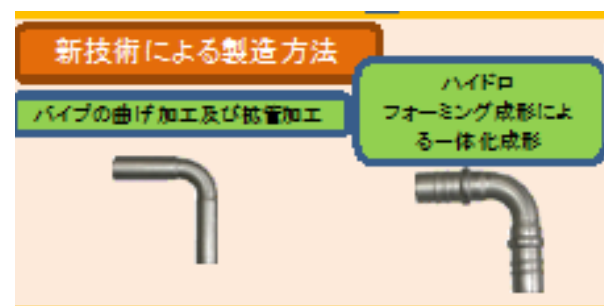 新技術による製造方法
パイプの曲げ加工及び拡管加工
ハイドロ
フォーミング成形によ
る一体化成形